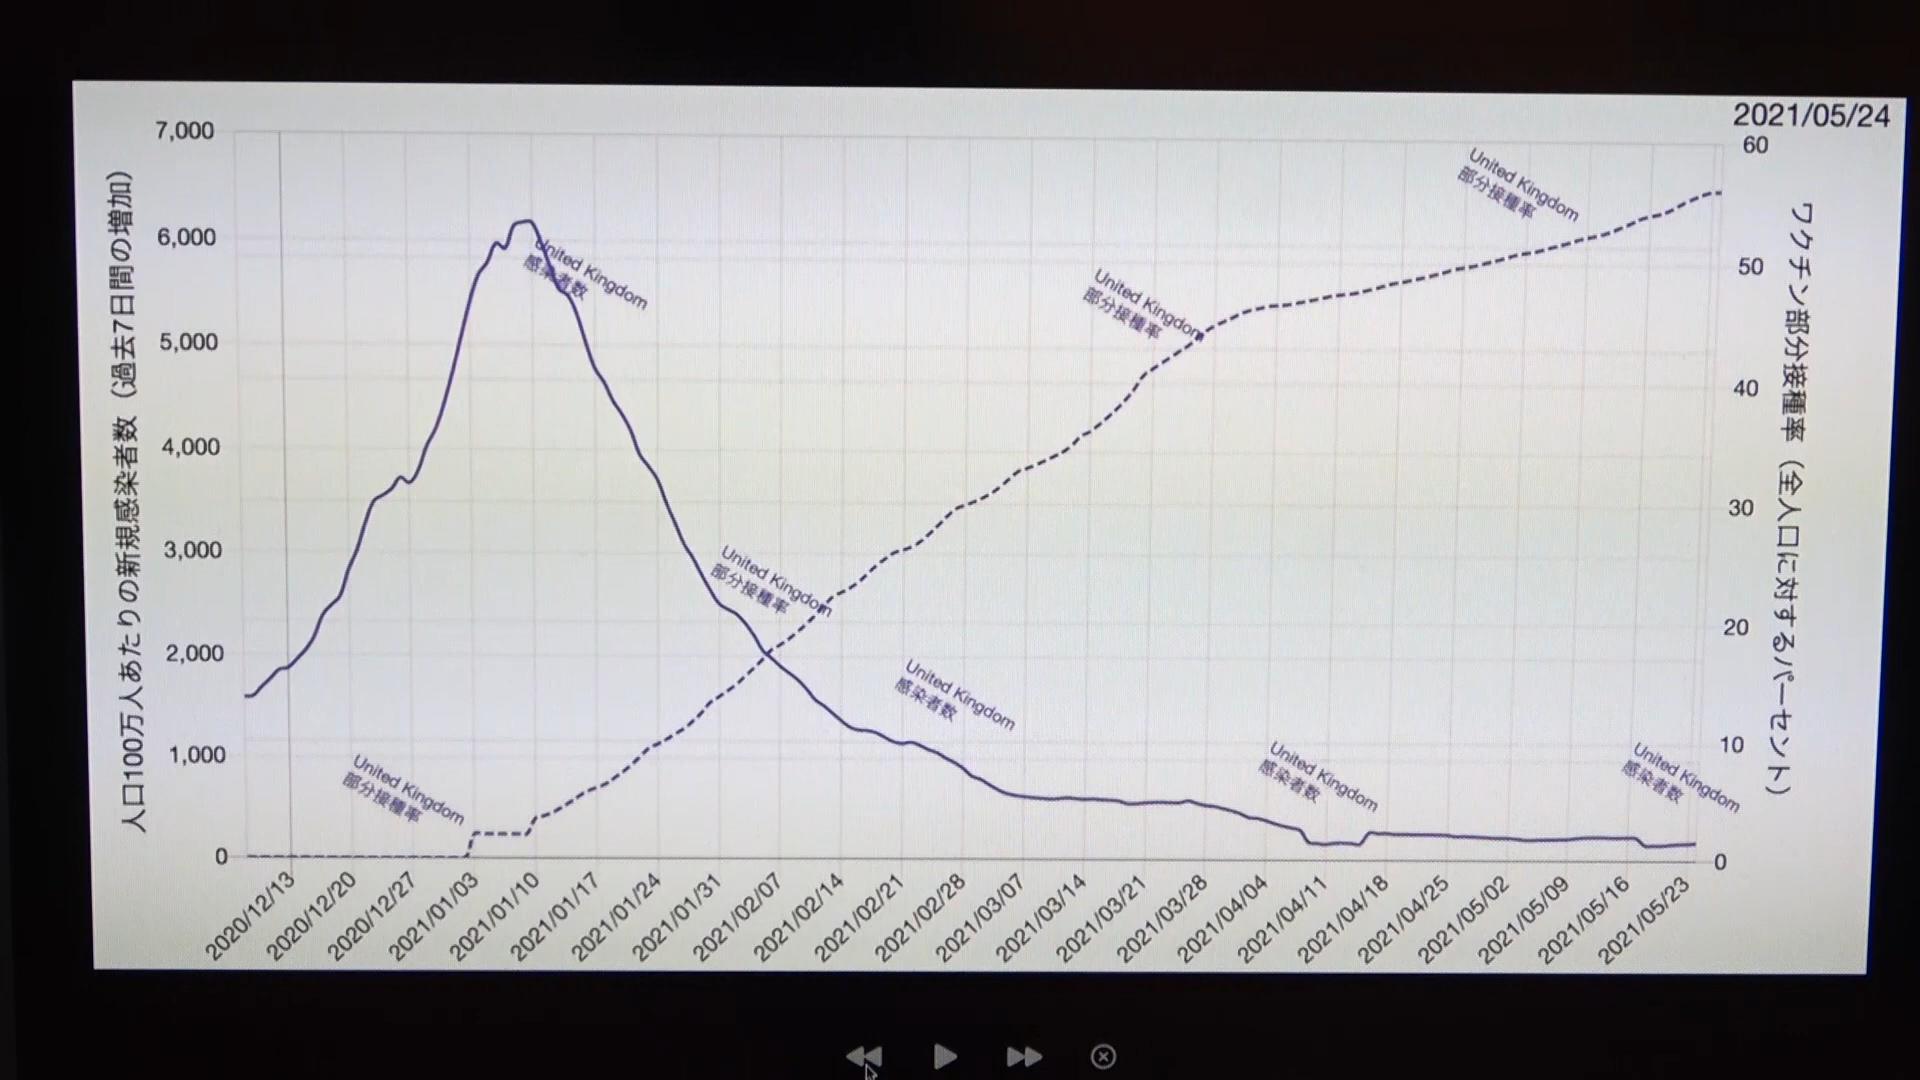 2021/05/24
7,000
6,000
5,000
4,000
3,000
2,000
1,000
0
人口100万人あたりの新規感染者数（過去7日間の増加）
60
50
40
30
20
10
0
ワクチン部分接種率（全人口に対するパーセント）
United Kingdom
部分接種率
United Kingdom
感染者数
United Kingdom
部分接種率
United Kingdom
部分接種率
United Kingdom
感染者数
United Kingdom
部分接種率
United Kingdom
感染者数
United Kingdom
感染者数
2020/12/13
2020/12/20
2020/12/27
2021/01/03
2021/01/10
2021/01/17
2021/01/24
2021/01/31
2021/02/07
2021/02/14
2021/02/21
2021/02/28
2021/03/07
2021/03/14
2021/03/21
2021/03/28
2021/04/04
2021/04/11
2021/04/18
2021/04/25
2021/05/02
2021/05/09
2021/05/16
2021/05/23